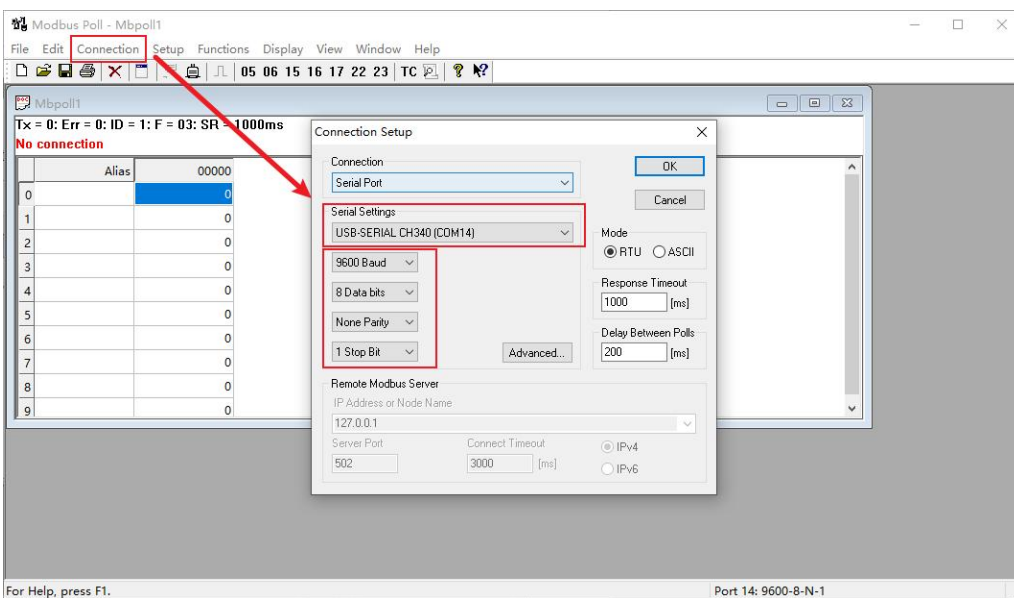 Modbus Poll - Mbpoll1
File Edit Connection Setup Functions Display View Window Help
05 06 15 16 17 22 23 TC
Mbpoll1
Tx = 0: Err = 0: ID = 1: F = 03: SR = 1000ms
No connection
Alias 00000
0 0
1 0
2 0
3 0
4 0
5 0
6 0
7 0
8 0
9 0
Connection Setup
Connection
Serial Port
OK
Cancel
Serial Settings
USB-SERIAL CH340 (COM14)
9600 Baud
8 Data bits
None Parity
1 Stop Bit
Advanced...
Mode
RTU ASCII
Response Timeout
1000 [ms]
Delay Between Polls
200 [ms]
Remote Modbus Server
IP Address or Node Name
127.0.0.1
Server Port Connect Timeout
502 3000 [ms]
IPv4
IPv6
For Help, press F1.
Port 14: 9600-8-N-1